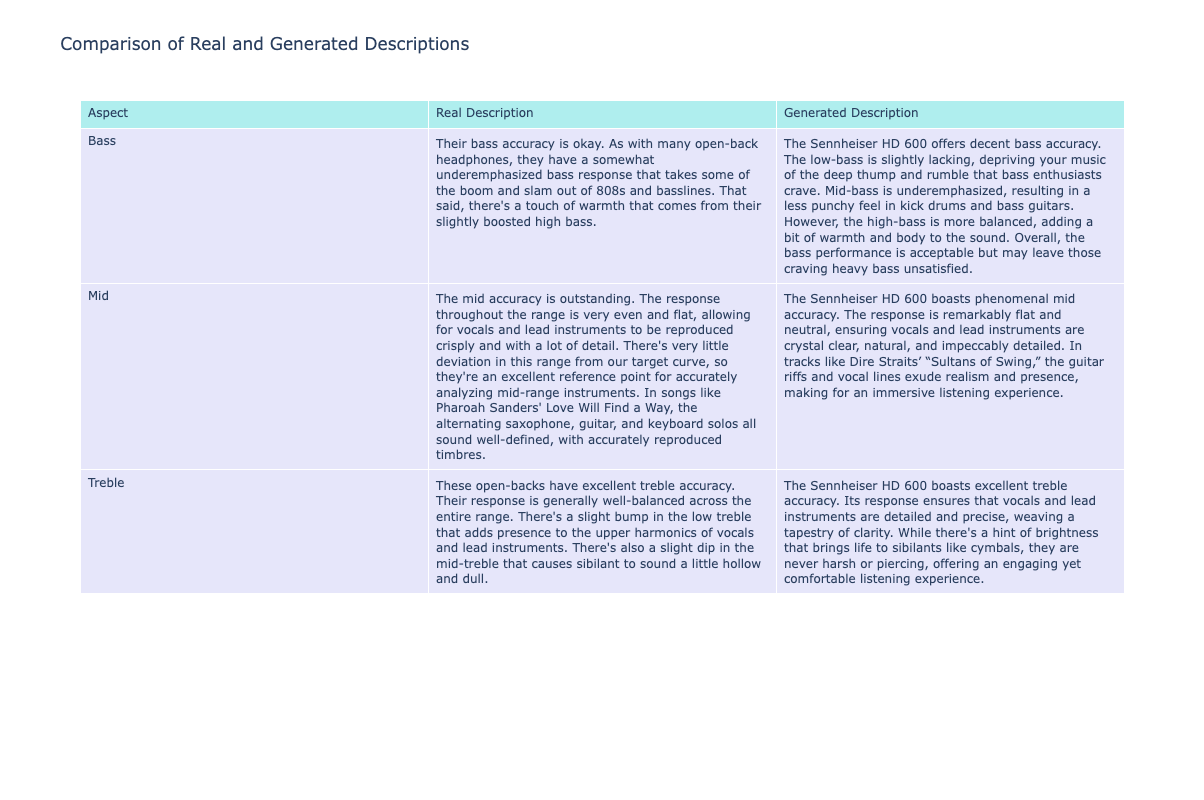 Comparison of Real and Generated Descriptions
Aspect
Real Description
Generated Description
Bass
Their bass accuracy is okay. As with many open-back
headphones, they have a somewhat
underemphasized bass response that takes some of
the boom and slam out of 808s and basslines. That
said, there's a touch of warmth that comes from their
slightly boosted high bass.
The Sennheiser HD 600 offers decent bass accuracy.
The low-bass is slightly lacking, depriving your music
of the deep thump and rumble that bass enthusiasts
crave. Mid-bass is underemphasized, resulting in a
less punchy feel in kick drums and bass guitars.
However, the high-bass is more balanced, adding a
bit of warmth and body to the sound. Overall, the
bass performance is acceptable but may leave those
craving heavy bass unsatisfied.
Mid
The mid accuracy is outstanding. The response
throughout the range is very even and flat, allowing
for vocals and lead instruments to be reproduced
crisply and with a lot of detail. There's very little
deviation in this range from our target curve, so
they're an excellent reference point for accurately
analyzing mid-range instruments. In songs like
Pharoah Sanders' Love Will Find a Way, the
alternating saxophone, guitar, and keyboard solos all
sound well-defined, with accurately reproduced
timbres.
The Sennheiser HD 600 boasts phenomenal mid
accuracy. The response is remarkably flat and
neutral, ensuring vocals and lead instruments are
crystal clear, natural, and impeccably detailed. In
tracks like Dire Straits’ “Sultans of Swing,” the guitar
riffs and vocal lines exude realism and presence,
making for an immersive listening experience.
Treble
These open-backs have excellent treble accuracy.
Their response is generally well-balanced across the
entire range. There's a slight bump in the low treble
that adds presence to the upper harmonics of vocals
and lead instruments. There's also a slight dip in the
mid-treble that causes sibilant to sound a little hollow
and dull.
The Sennheiser HD 600 boasts excellent treble
accuracy. Its response ensures that vocals and lead
instruments are detailed and precise, weaving a
tapestry of clarity. While there's a hint of brightness
that brings life to sibilants like cymbals, they are
never harsh or piercing, offering an engaging yet
comfortable listening experience.